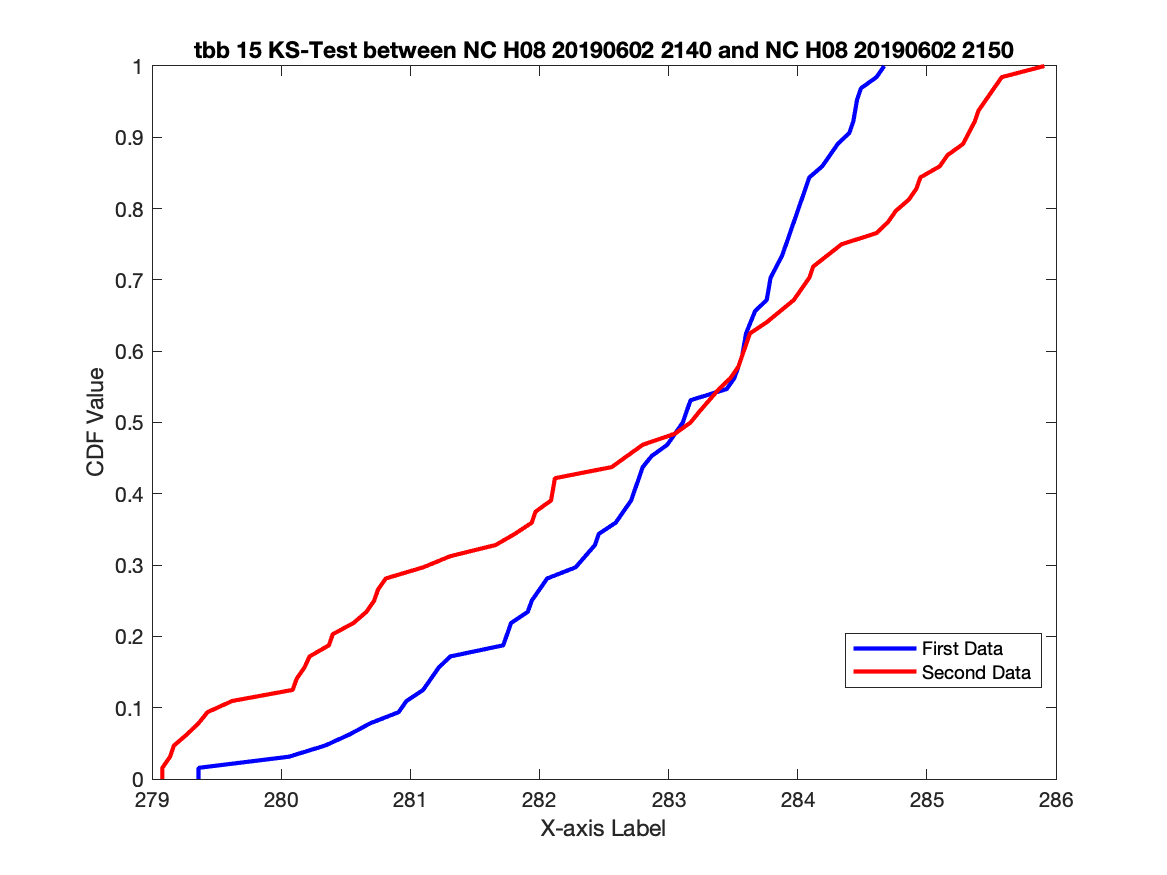 tbb 15 KS-Test between NC H08 20190602 2140 and NC H08 20190602 2150
1
0.9
0.8
0.7
0.6
0.5
0.4
0.3
0.2
0.1
0
CDF Value
First Data
Second Data
279 280 281 282 283 284 285 286
X-axis Label